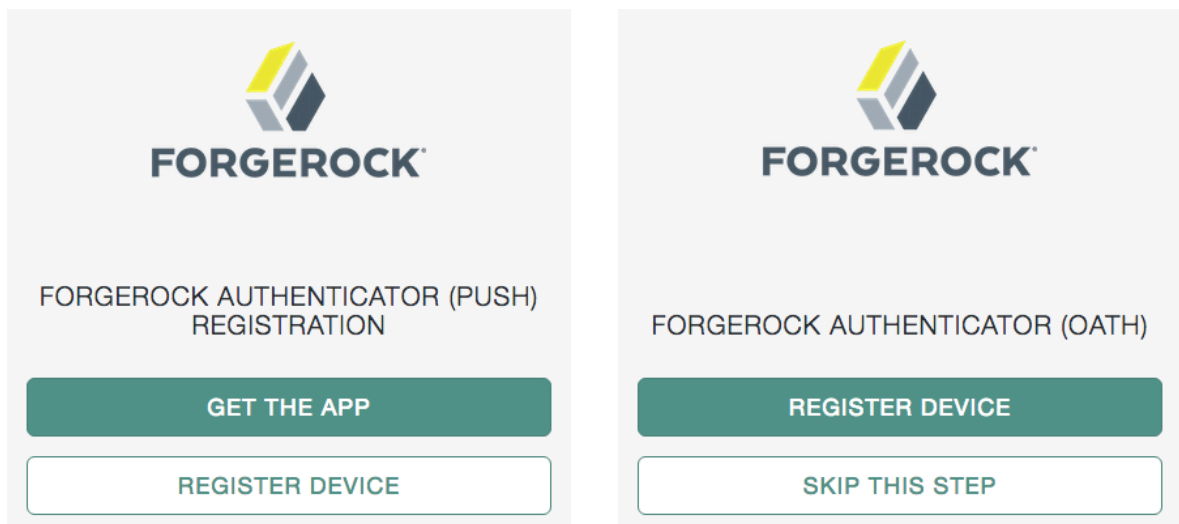 FORGEROCK
FORGEROCK AUTHENTICATOR (PUSH)
REGISTRATION
GET THE APP
REGISTER DEVICE
FORGEROCK
FORGEROCK AUTHENTICATOR (OATH)
REGISTER DEVICE
SKIP THIS STEP